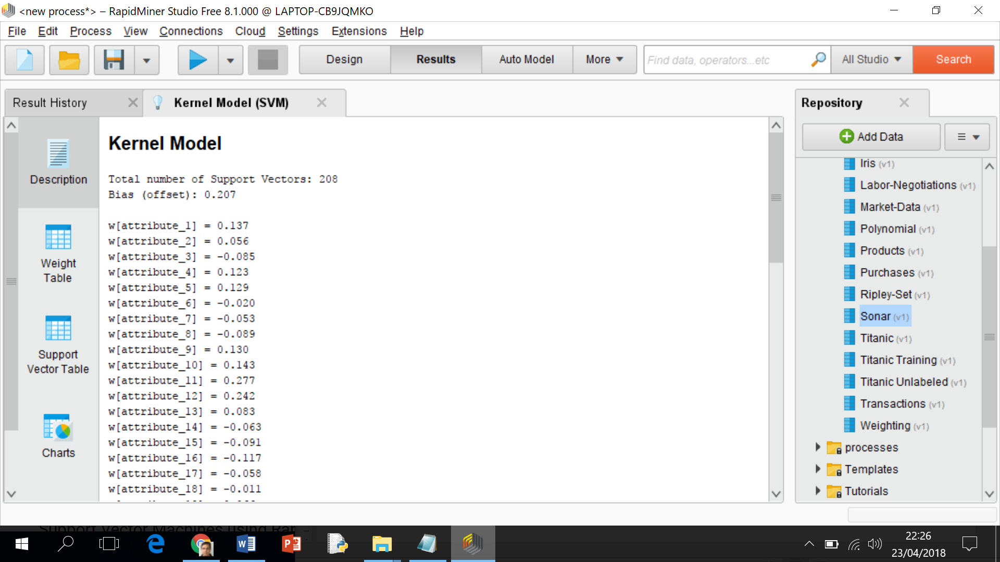 <new process*> – RapidMiner Studio Free 8.1.000 @ LAPTOP-CB9JQMKO
File Edit Process View Connections Cloud Settings Extensions Help
Design Results Auto Model More Find data, operators...etc All Studio Search
Result History Kernel Model (SVM)
Description
Weight
Table
Support
Vector Table
Charts
Kernel Model
Total number of Support Vectors: 208
Bias (offset): 0.207
w[attribute_1] = 0.137
w[attribute_2] = 0.056
w[attribute_3] = -0.085
w[attribute_4] = 0.123
w[attribute_5] = 0.129
w[attribute_6] = -0.020
w[attribute_7] = -0.053
w[attribute_8] = -0.089
w[attribute_9] = 0.130
w[attribute_10] = 0.143
w[attribute_11] = 0.277
w[attribute_12] = 0.242
w[attribute_13] = 0.083
w[attribute_14] = -0.063
w[attribute_15] = -0.091
w[attribute_16] = -0.117
w[attribute_17] = -0.058
w[attribute_18] = -0.011
Repository
Add Data
Iris (v1)
Labor-Negotiations (v1)
Market-Data (v1)
Polynomial (v1)
Products (v1)
Purchases (v1)
Ripley-Set (v1)
Sonar (v1)
Titanic (v1)
Titanic Training (v1)
Titanic Unlabeled (v1)
Transactions (v1)
Weighting (v1)
processes
Templates
Tutorials
Support Vector Machines using Rap
22:26
23/04/2018